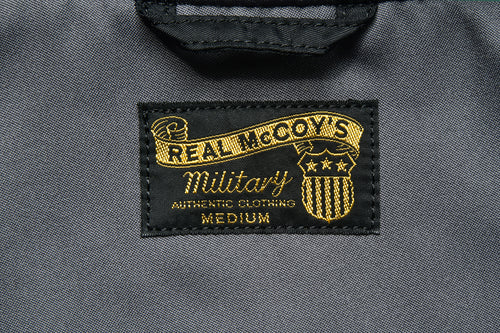 REAL McCOY'S
Military
AUTHENTIC CLOTHING
MEDIUM